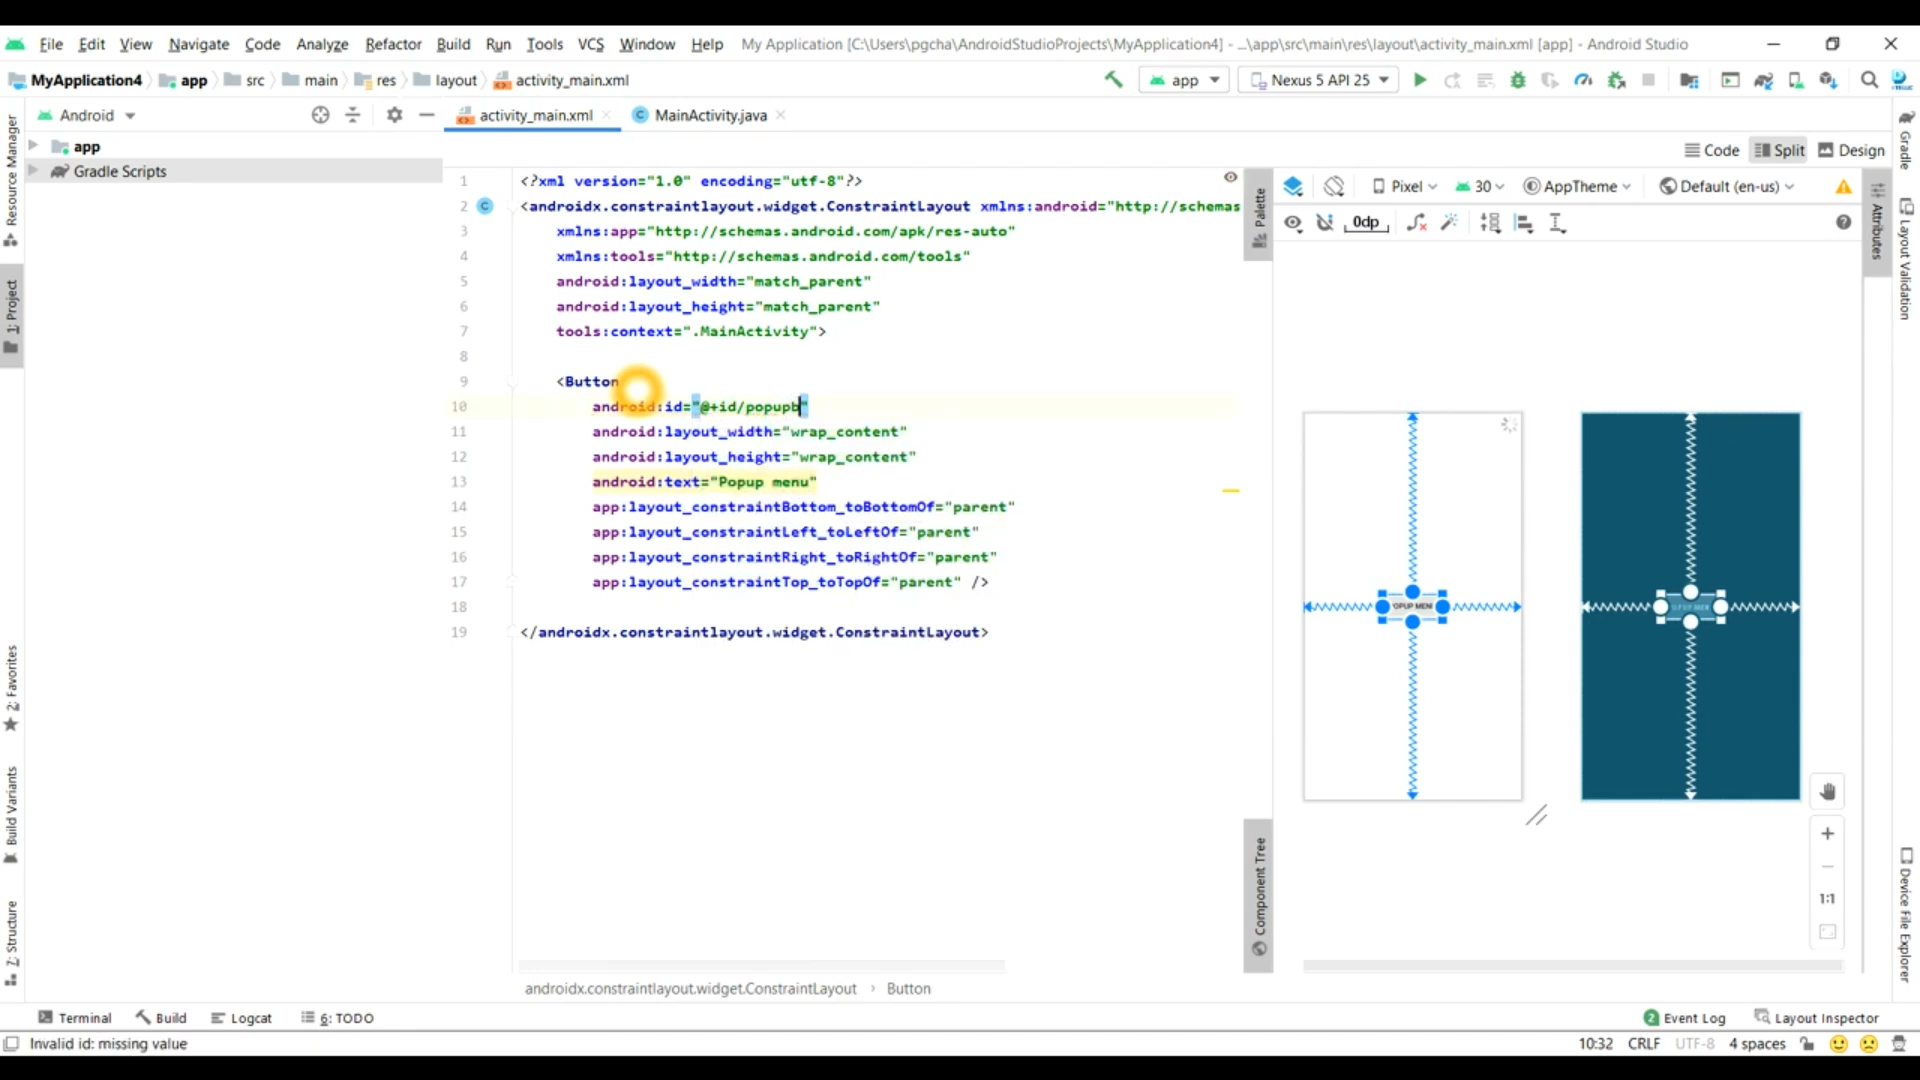 File Edit View Navigate Code Analyze Refactor Build Run Tools VCS Window Help My Application [C:\Users\pgcha\AndroidStudioProjects\MyApplication4] - ...\app\src\main\res\layout\activity_main.xml [app] - Android Studio
MyApplication4 app src main res layout activity_main.xml app Nexus 5 API 25
Android activity_main.xml MainActivity.java
app
Gradle Scripts
Code Split Design
Pixel 30 AppTheme Default (en-us)
0dp
1 <?xml version="1.0" encoding="utf-8"?>
2 <androidx.constraintlayout.widget.ConstraintLayout xmlns:android="http://schemas
3 xmlns:app="http://schemas.android.com/apk/res-auto"
4 xmlns:tools="http://schemas.android.com/tools"
5 android:layout_width="match_parent"
6 android:layout_height="match_parent"
7 tools:context=".MainActivity">
8
9 <Button
10 android:id="@+id/popupb"
11 android:layout_width="wrap_content"
12 android:layout_height="wrap_content"
13 android:text="Popup menu"
14 app:layout_constraintBottom_toBottomOf="parent"
15 app:layout_constraintLeft_toLeftOf="parent"
16 app:layout_constraintRight_toRightOf="parent"
17 app:layout_constraintTop_toTopOf="parent" />
18
19 </androidx.constraintlayout.widget.ConstraintLayout>
androidx.constraintlayout.widget.ConstraintLayout › Button
Resource Manager
1: Project
2: Favorites
Build Variants
7: Structure
Palette
Component Tree
Attributes
Gradle
Layout Validation
Device File Explorer
1:1
Terminal Build Logcat 6: TODO 2 Event Log Layout Inspector
Invalid id: missing value 10:32 CRLF UTF-8 4 spaces